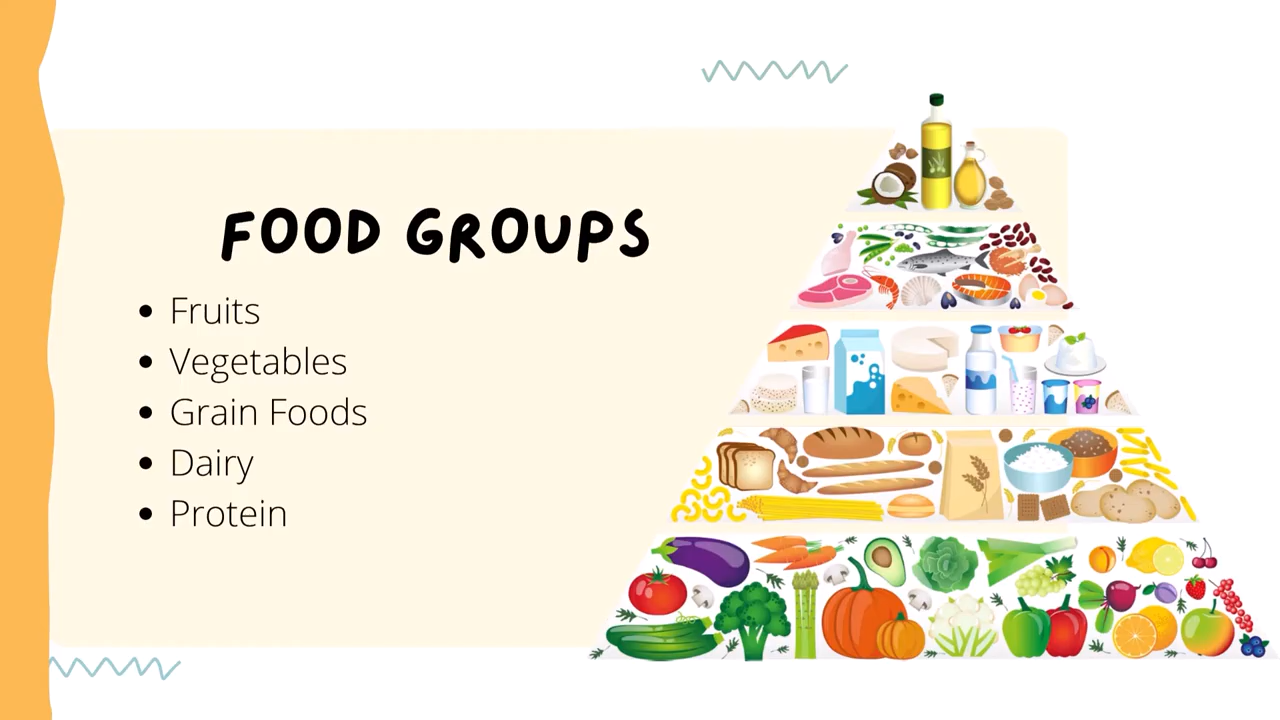 FOOD GROUPS
• Fruits
• Vegetables
• Grain Foods
• Dairy
• Protein